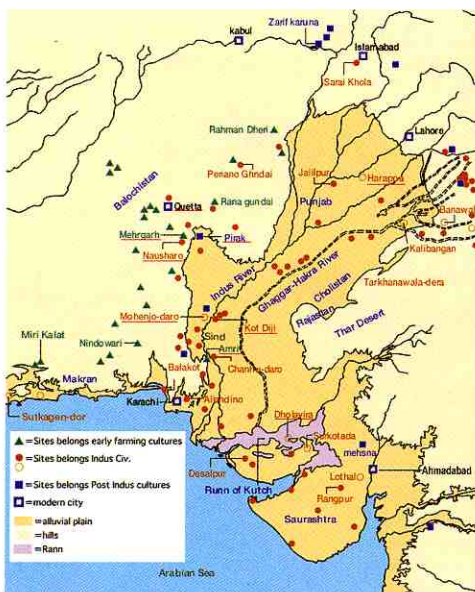 Zarif karuna
kabul
Islamabad
Sarai Khola
Rahman Dheri
Lahore
Periano Ghndai
Jalilpur
Harappa
Balochistan
Quetta
Rana gundai
Punjab
Banawali
Mehrgarh
Pirak
Kalibangan
Nausharo
Indus River
Ghaggar-Hakra River
Cholistan
Tarkhanawala-dera
Mohenjo-daro
Kot Diji
Rajastan
Thar Desert
Miri Kalat
Nindowari
Sind
Amri
Makran
Balakot
Channu-daro
Karachi
Allahdino
Sutkagen-dor
Dholavira
Surkotada
mehsna
Desalpur
Lothal
Ahmadabad
Runn of Kutch
Rangpur
Saurashtra
Arabian Sea
=Sites belongs early farming cultures
=Sites belongs Indus Civ.
=Sites belongs Post Indus cultures
=modern city
=alluvial plain
=hills
=Rann